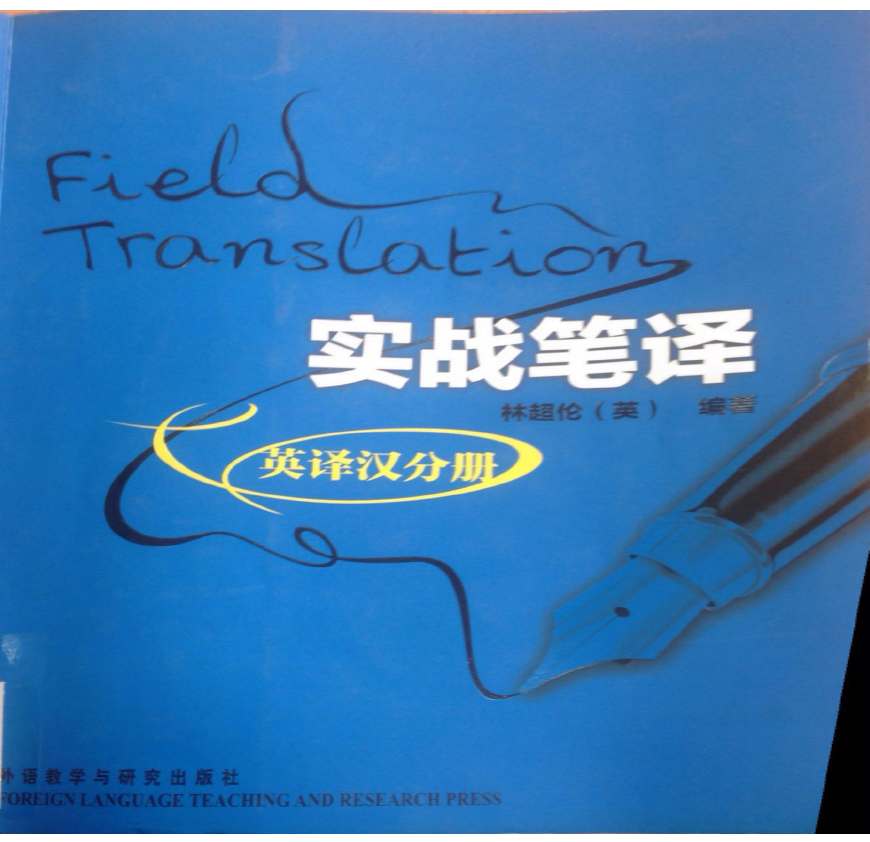 Field
Translation
实战笔译
林超伦（英） 编著
英译汉分册
外语教学与研究出版社
FOREIGN LANGUAGE TEACHING AND RESEARCH PRESS